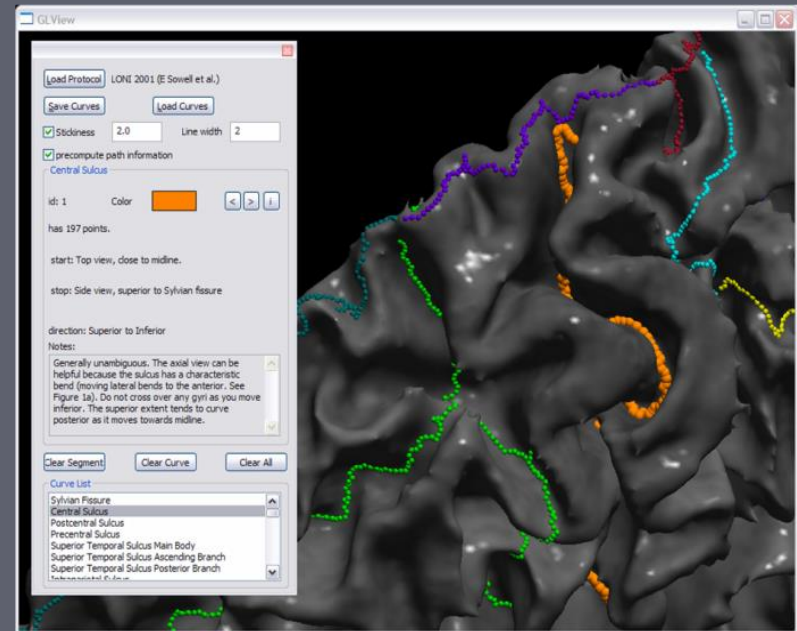 GLView
Load Protocol LONI 2001 (E Sowell et al.)
Save Curves Load Curves
Stickiness 2.0 Line width 2
precompute path information
Central Sulcus
id: 1 Color < > i
has 197 points.
start: Top view, close to midline.
stop: Side view, superior to Sylvian fissure
direction: Superior to Inferior
Notes:
Generally unambiguous. The axial view can be
helpful because the sulcus has a characteristic
bend (moving lateral bends to the anterior. See
Figure 1a). Do not cross over any gyri as you move
inferior. The superior extent tends to curve
posterior as it moves towards midline.
Clear Segment Clear Curve Clear All
Curve List
Sylvian Fissure
Central Sulcus
Postcentral Sulcus
Precentral Sulcus
Superior Temporal Sulcus Main Body
Superior Temporal Sulcus Ascending Branch
Superior Temporal Sulcus Posterior Branch
Intraparietal Sulcus